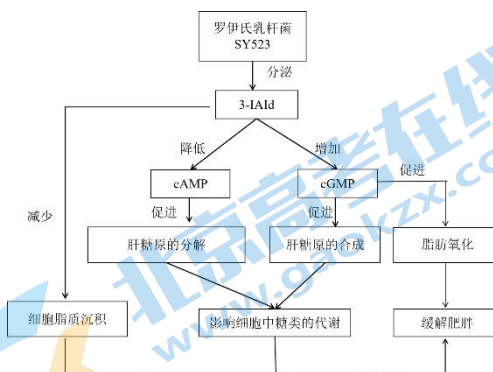 罗伊氏乳杆菌
SY523
分泌
3-IAId
降低
增加
促进
cAMP
cGMP
减少
促进
促进
肝糖原的分解
肝糖原的合成
脂肪氧化
细胞脂质沉积
影响细胞中糖类的代谢
缓解肥胖
北京高考在线
www.gaokzx.com